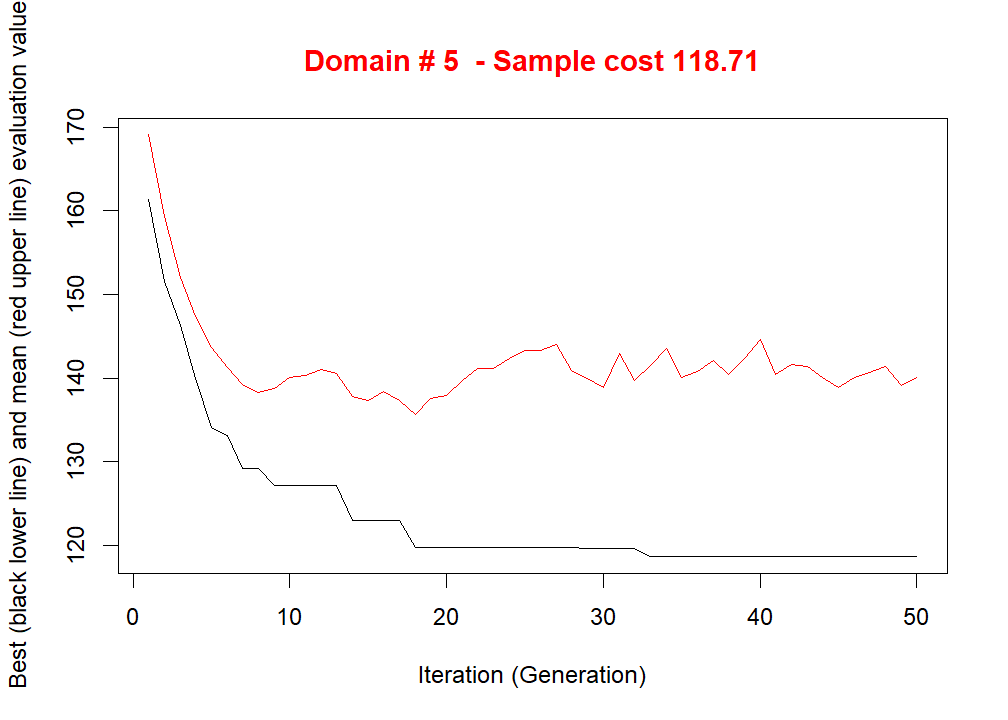 Domain # 5  - Sample cost 118.71
Best (black lower line) and mean (red upper line) evaluation value
170
160
150
140
130
120
0 10 20 30 40 50
Iteration (Generation)